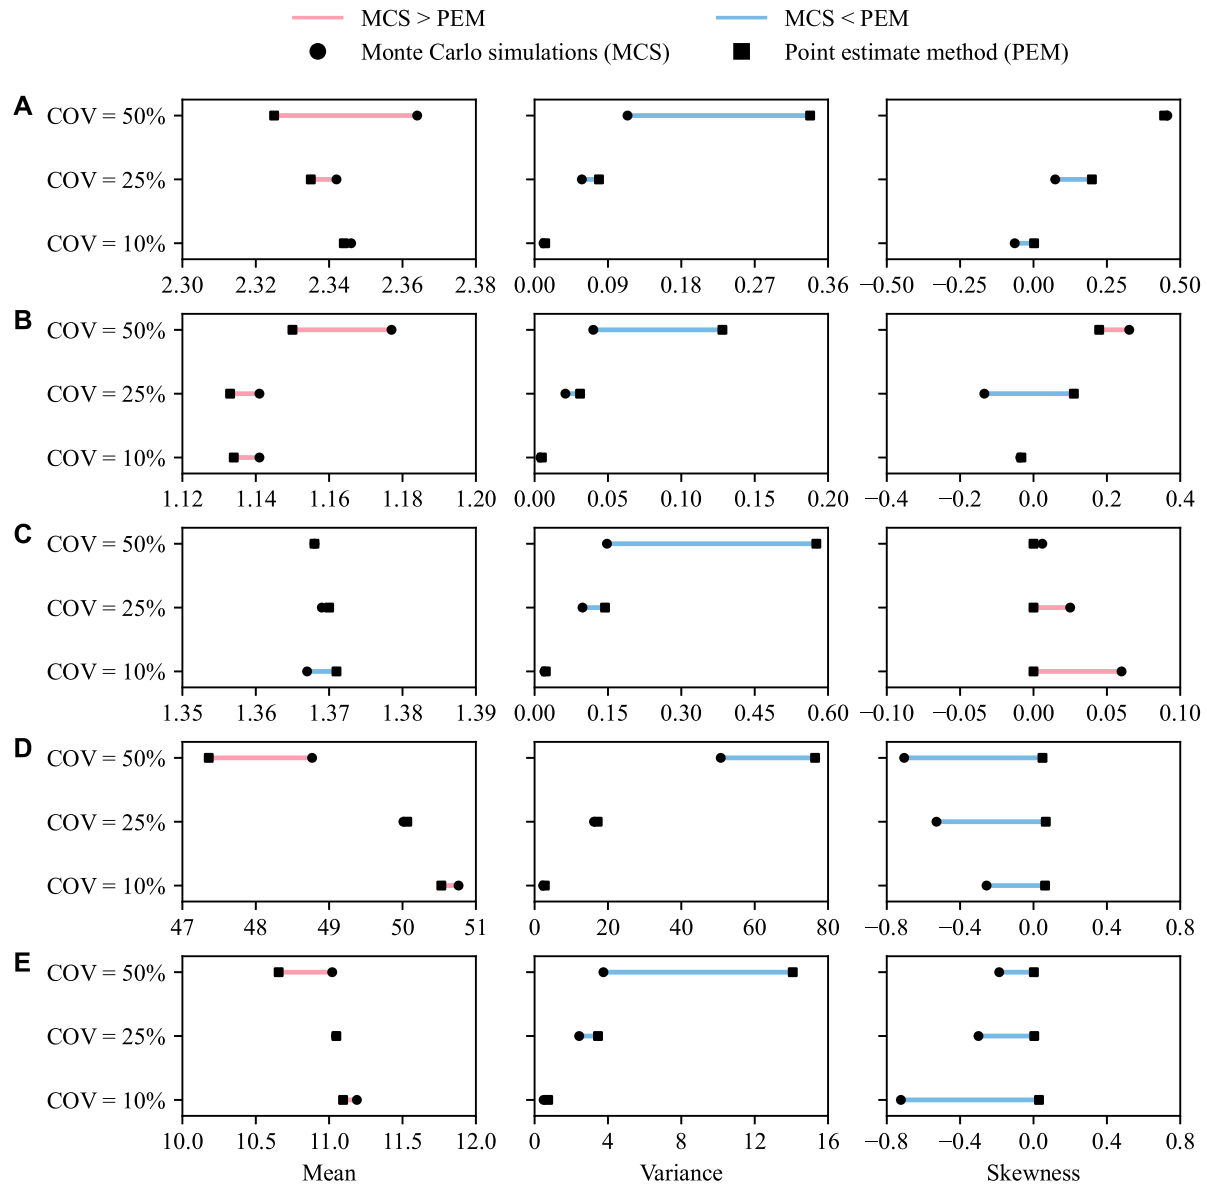 MCS > PEM    MCS < PEM
Monte Carlo simulations (MCS)    Point estimate method (PEM)
A
COV = 50%
COV = 25%
COV = 10%
2.30 2.32 2.34 2.36 2.38 0.00 0.09 0.18 0.27 0.36 −0.50 −0.25 0.00 0.25 0.50
B
COV = 50%
COV = 25%
COV = 10%
1.12 1.14 1.16 1.18 1.20 0.00 0.05 0.10 0.15 0.20 −0.4 −0.2 0.0 0.2 0.4
C
COV = 50%
COV = 25%
COV = 10%
1.35 1.36 1.37 1.38 1.39 0.00 0.15 0.30 0.45 0.60 −0.10 −0.05 0.00 0.05 0.10
D
COV = 50%
COV = 25%
COV = 10%
47 48 49 50 51 0 20 40 60 80 −0.8 −0.4 0.0 0.4 0.8
E
COV = 50%
COV = 25%
COV = 10%
10.0 10.5 11.0 11.5 12.0 0 4 8 12 16 −0.8 −0.4 0.0 0.4 0.8
Mean Variance Skewness